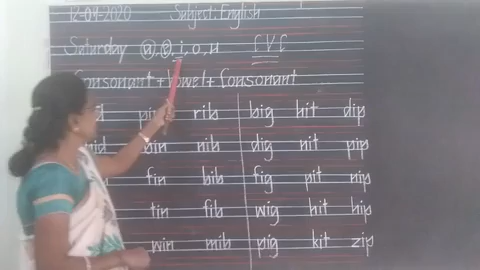 12-09-2020 Subject: English
Saturday a, e, i, o, u CVC
Consonant + Vowel + Consonant
pin rib big hit dip
bin nib dig nit pip
fin bib fig pit nip
tin fib wig hit hip
win mib pig kit zip